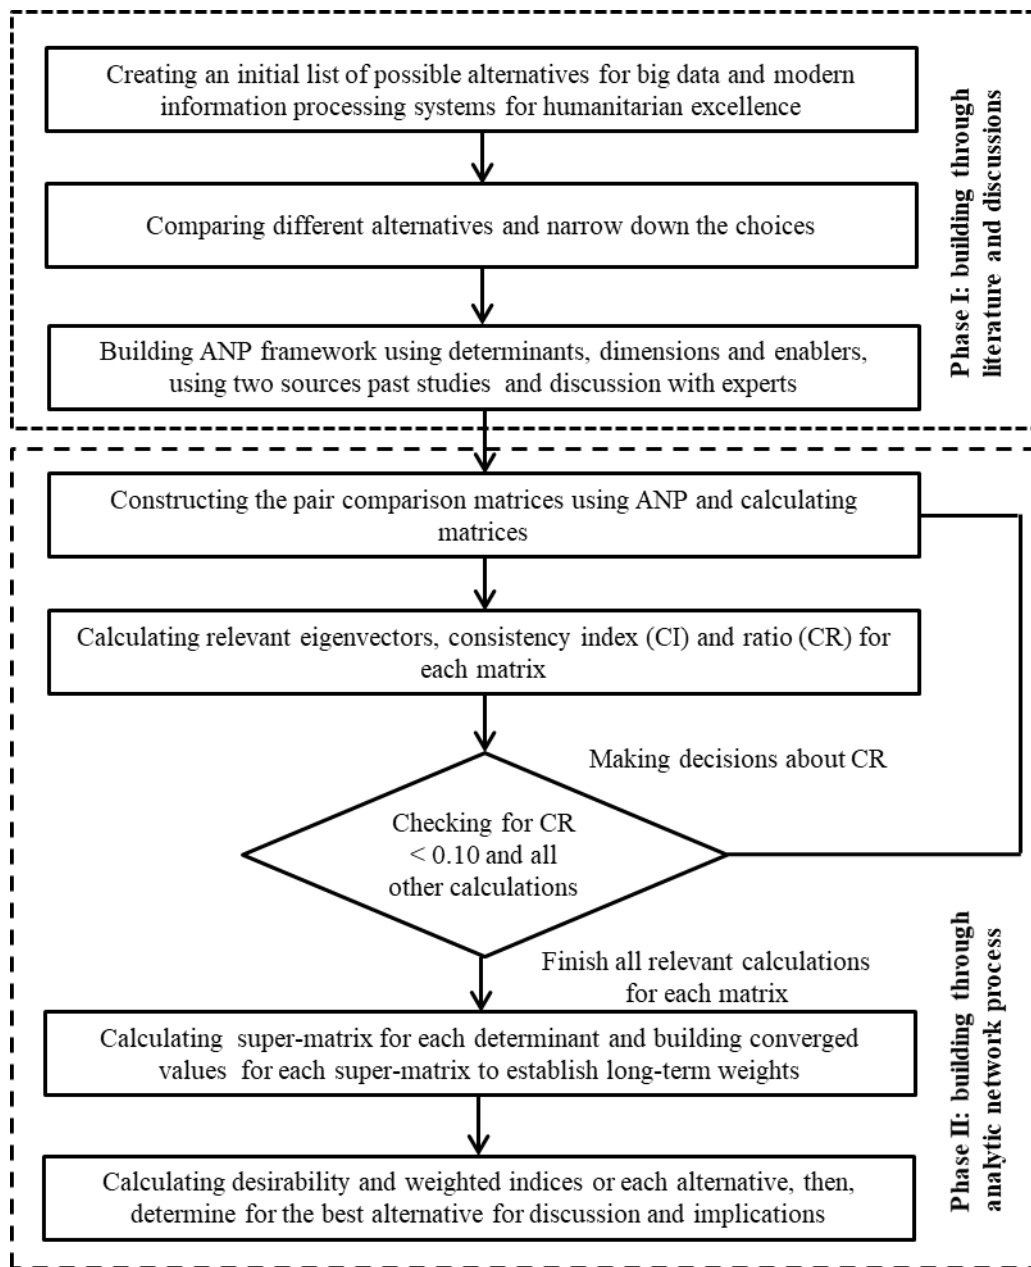 Creating an initial list of possible alternatives for big data and modern
information processing systems for humanitarian excellence
Comparing different alternatives and narrow down the choices
Building ANP framework using determinants, dimensions and enablers,
using two sources past studies and discussion with experts
Phase I: building through
literature and discussions
Constructing the pair comparison matrices using ANP and calculating
matrices
Calculating relevant eigenvectors, consistency index (CI) and ratio (CR) for
each matrix
Making decisions about CR
Checking for CR
< 0.10 and all
other calculations
Finish all relevant calculations
for each matrix
Calculating super-matrix for each determinant and building converged
values for each super-matrix to establish long-term weights
Calculating desirability and weighted indices or each alternative, then,
determine for the best alternative for discussion and implications
Phase II: building through
analytic network process